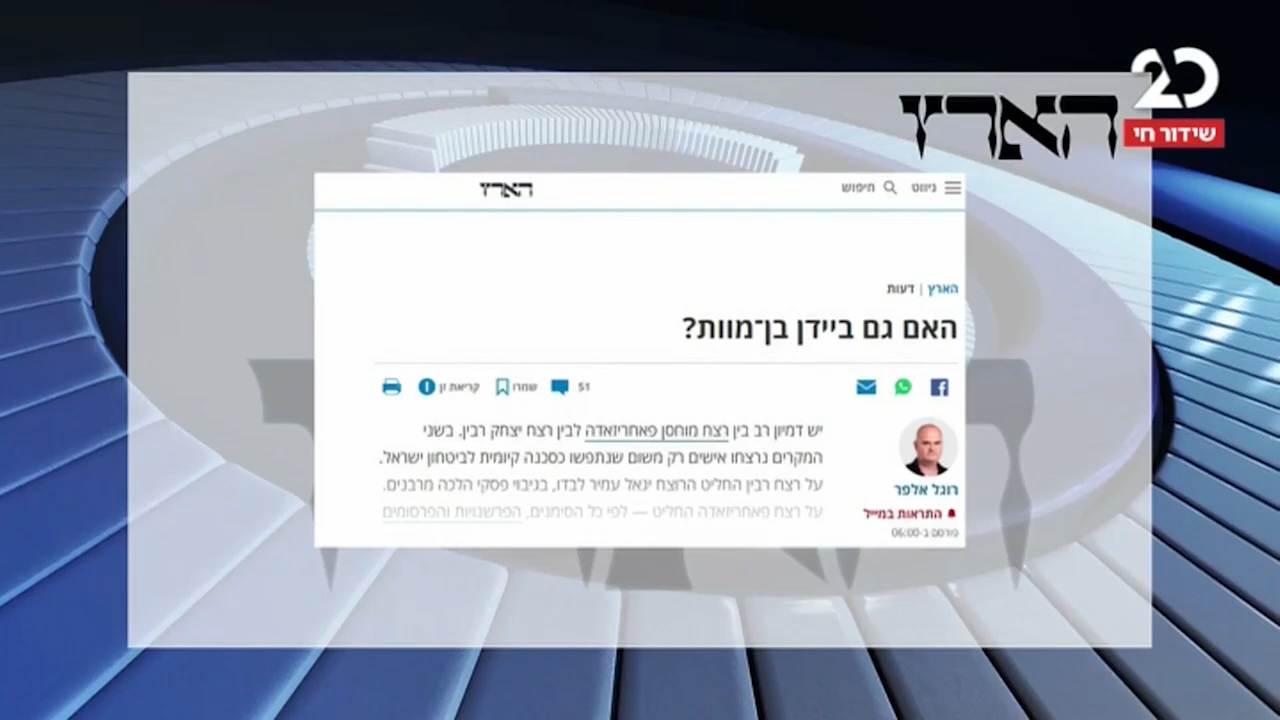 20
שידור חי
הארץ
ניווט
חיפוש
הארץ
הארץ | דעות
האם גם ביידן בן־מוות?
51
שמרו
קריאת זן
רוגל אלפר
התראות במייל
פורסם ב-06:00
יש דמיון רב בין רצח מוחסן פאחריזאדה לבין רצח יצחק רבין. בשני
המקרים נרצחו אישים רק משום שנתפשו כסכנה קיומית לביטחון ישראל.
על רצח רבין החליט הרוצח יגאל עמיר לבדו, בגיבוי פסקי הלכה מרבנים.
על רצח פאחריזאדה החליט — לפי כל הסימנים, הפרשנויות והפרסומים
הארץ